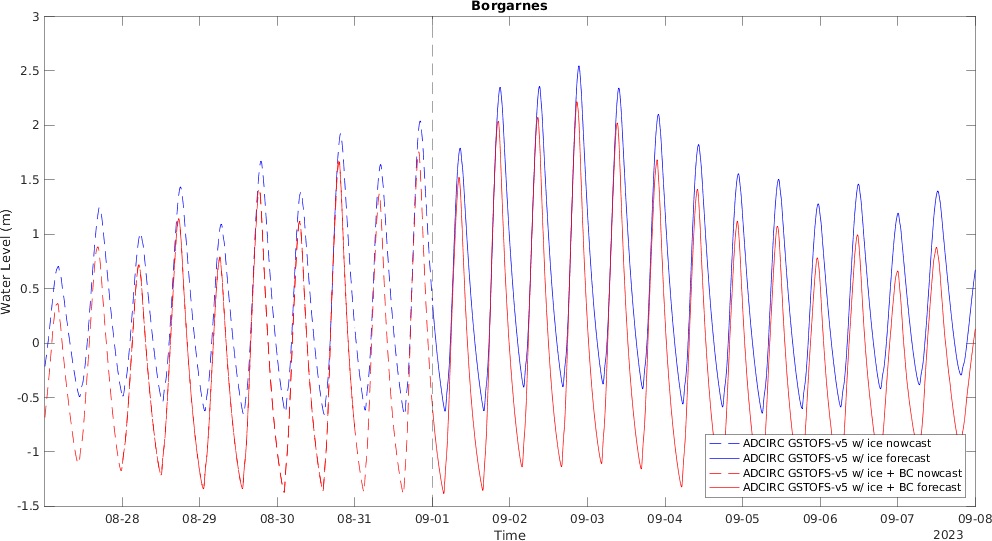 Borgarnes
3
2.5
2
1.5
1
0.5
0
-0.5
-1
-1.5
Water Level (m)
08-28 08-29 08-30 08-31 09-01 09-02 09-03 09-04 09-05 09-06 09-07 09-08
Time
2023
ADCIRC GSTOFS-v5 w/ ice nowcast
ADCIRC GSTOFS-v5 w/ ice forecast
ADCIRC GSTOFS-v5 w/ ice + BC nowcast
ADCIRC GSTOFS-v5 w/ ice + BC forecast